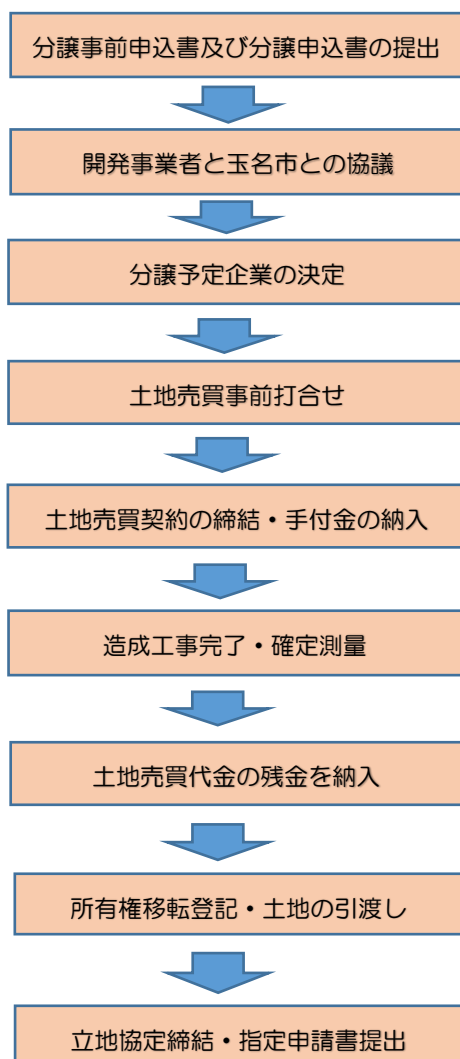 分譲事前申込書及び分譲申込書の提出
開発事業者と玉名市との協議
分譲予定企業の決定
土地売買事前打合せ
土地売買契約の締結・手付金の納入
造成工事完了・確定測量
土地売買代金の残金を納入
所有権移転登記・土地の引渡し
立地協定締結・指定申請書提出